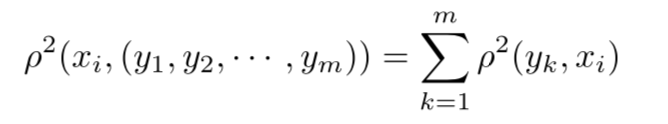 ρ²(xᵢ, (y₁, y₂, ⋯ , yₘ)) = ∑ₖ₌₁ᵐ ρ²(yₖ, xᵢ)